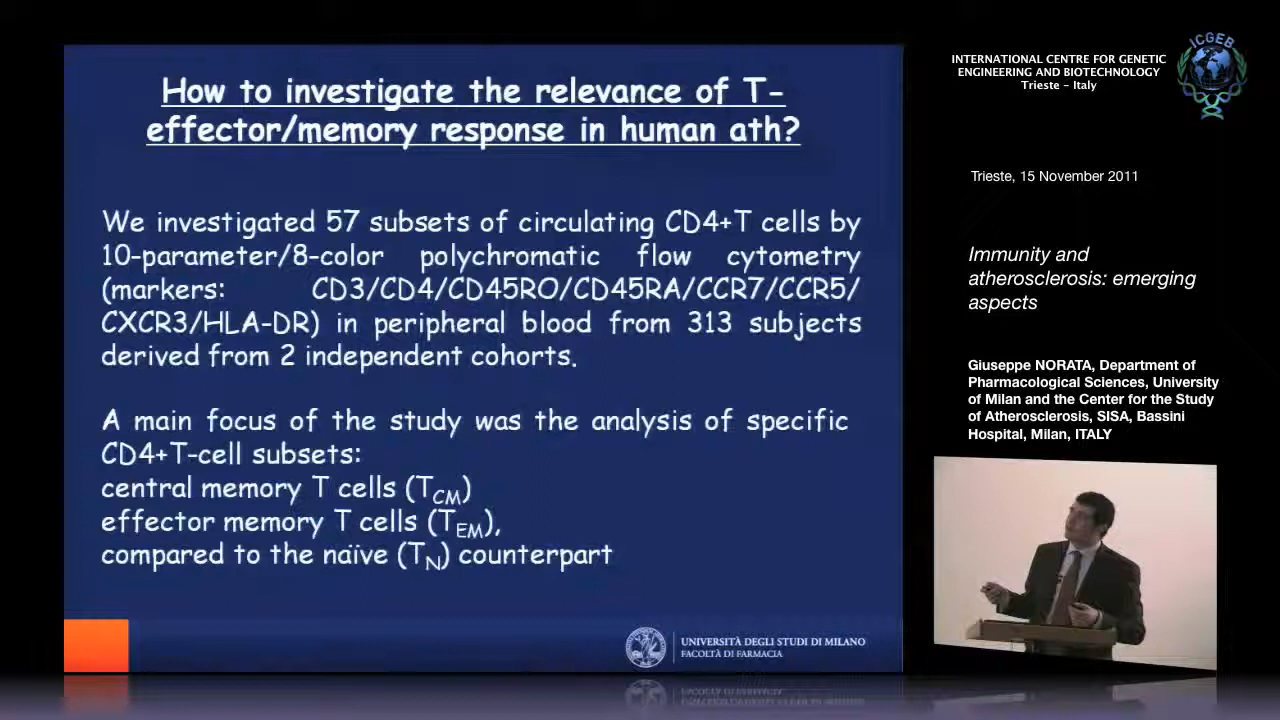 How to investigate the relevance of T-
effector/memory response in human ath?
We investigated 57 subsets of circulating CD4+T cells by
10-parameter/8-color polychromatic flow cytometry
(markers: CD3/CD4/CD45RO/CD45RA/CCR7/CCR5/
CXCR3/HLA-DR) in peripheral blood from 313 subjects
derived from 2 independent cohorts.
A main focus of the study was the analysis of specific
CD4+T-cell subsets:
central memory T cells (TCM)
effector memory T cells (TEM),
compared to the naïve (TN) counterpart
UNIVERSITÀ DEGLI STUDI DI MILANO
FACOLTÀ DI FARMACIA
INTERNATIONAL CENTRE FOR GENETIC
ENGINEERING AND BIOTECHNOLOGY
Trieste - Italy
ICGEB
Trieste, 15 November 2011
Immunity and
atherosclerosis: emerging
aspects
Giuseppe NORATA, Department of
Pharmacological Sciences, University
of Milan and the Center for the Study
of Atherosclerosis, SISA, Bassini
Hospital, Milan, ITALY